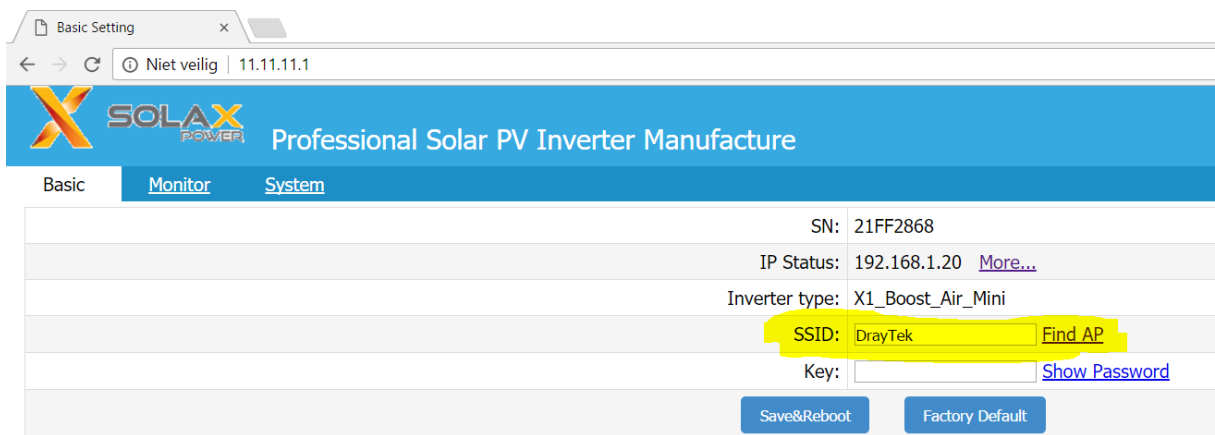 Basic Setting
Niet veilig | 11.11.11.1
SOLAX POWER Professional Solar PV Inverter Manufacture
Basic Monitor System
SN: 21FF2868
IP Status: 192.168.1.20 More...
Inverter type: X1_Boost_Air_Mini
SSID: DrayTek Find AP
Key: Show Password
Save&Reboot Factory Default